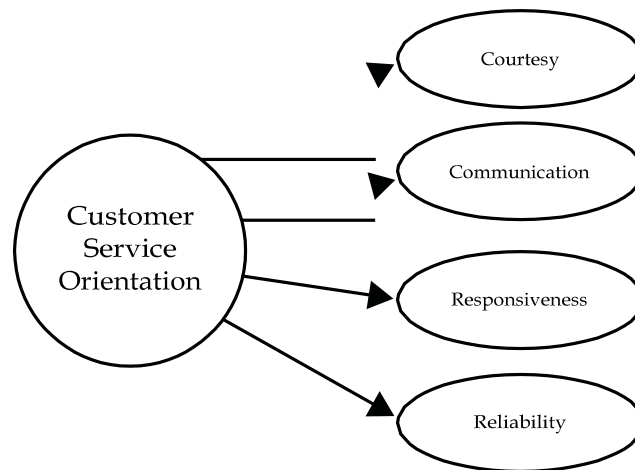 Courtesy
Communication
Customer
Service
Orientation
Responsiveness
Reliability